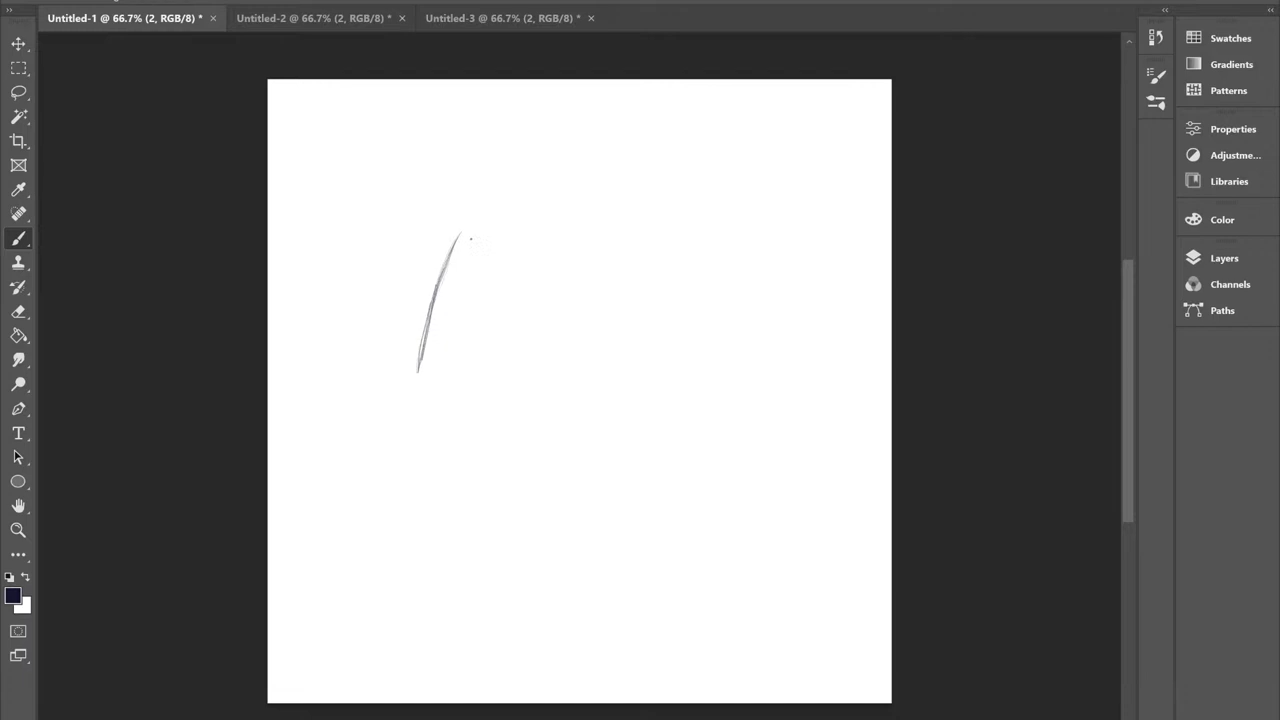 Untitled-1 @ 66.7% (2, RGB/8) * × Untitled-2 @ 66.7% (2, RGB/8) * × Untitled-3 @ 66.7% (2, RGB/8) * ×
Swatches
Gradients
Patterns
Properties
Adjustme...
Libraries
Color
Layers
Channels
Paths